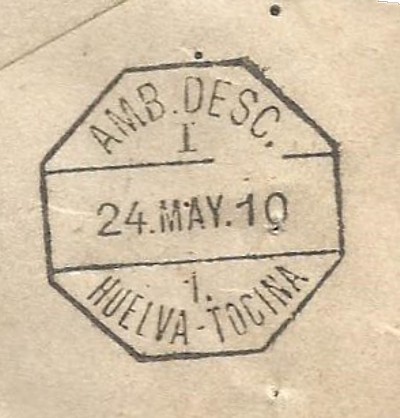 AMB. DESC.
I
24.MAY.10
1.
HUELVA-TOCINA